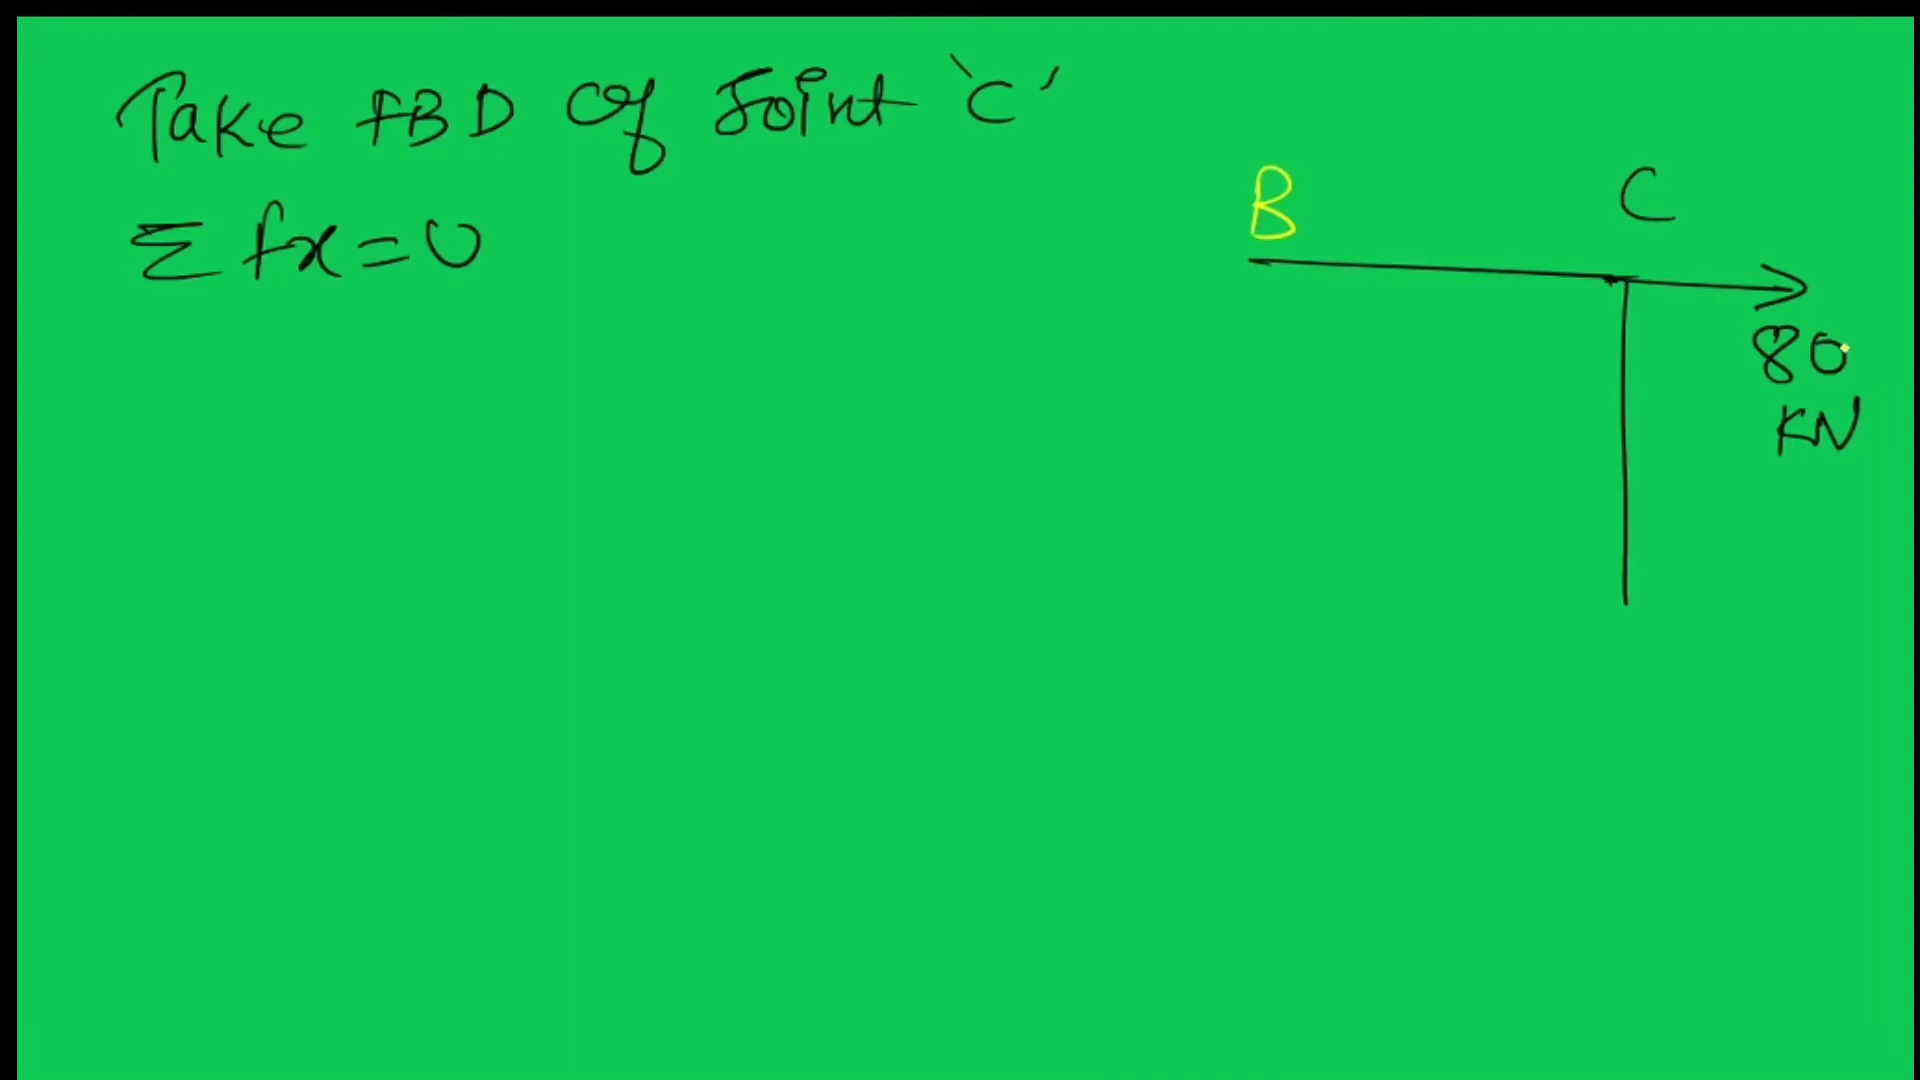 Take FBD Of Joint 'C'
Σ fx = 0
B
C
80
KN